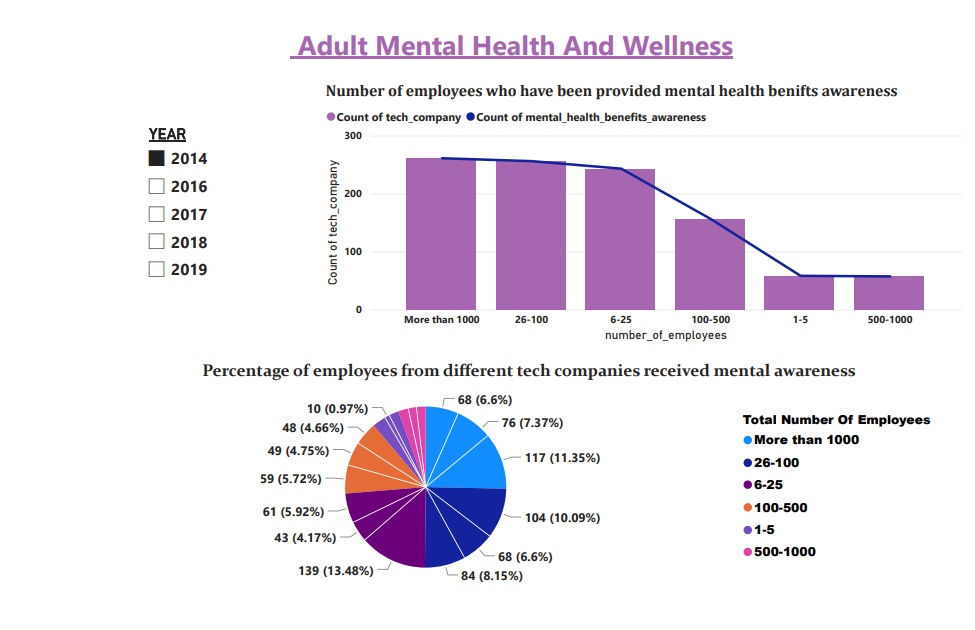 Adult Mental Health And Wellness
Number of employees who have been provided mental health benifts awareness
Count of tech_company Count of mental_health_benefits_awareness
YEAR
2014
2016
2017
2018
2019
Count of tech_company
300
200
100
0
More than 1000 26-100 6-25 100-500 1-5 500-1000
number_of_employees
Percentage of employees from different tech companies received mental awareness
68 (6.6%)
76 (7.37%)
117 (11.35%)
104 (10.09%)
68 (6.6%)
84 (8.15%)
139 (13.48%)
43 (4.17%)
61 (5.92%)
59 (5.72%)
49 (4.75%)
48 (4.66%)
10 (0.97%)
Total Number Of Employees
More than 1000
26-100
6-25
100-500
1-5
500-1000